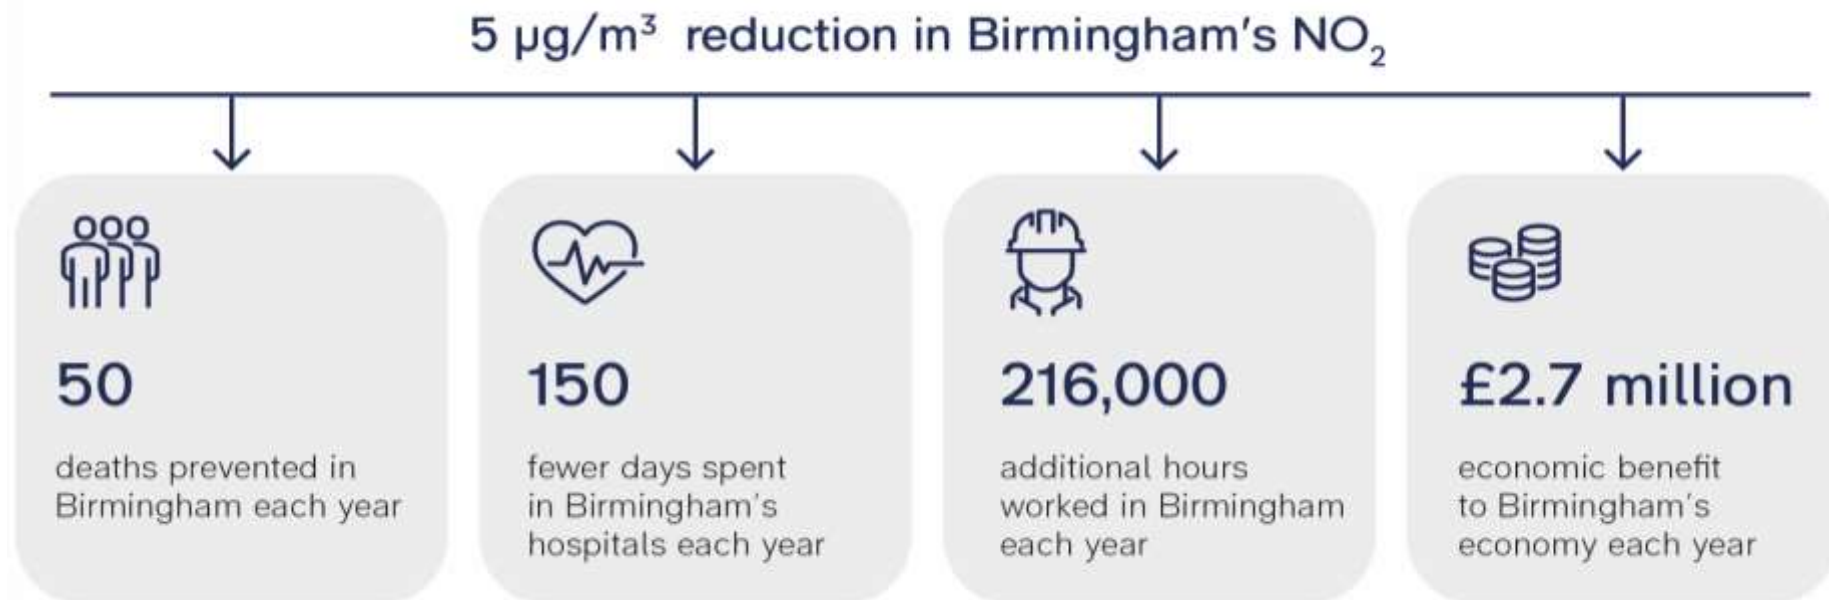 5 µg/m³ reduction in Birmingham's NO₂
50
deaths prevented in
Birmingham each year
150
fewer days spent
in Birmingham's
hospitals each year
216,000
additional hours
worked in Birmingham
each year
£2.7 million
economic benefit
to Birmingham's
economy each year